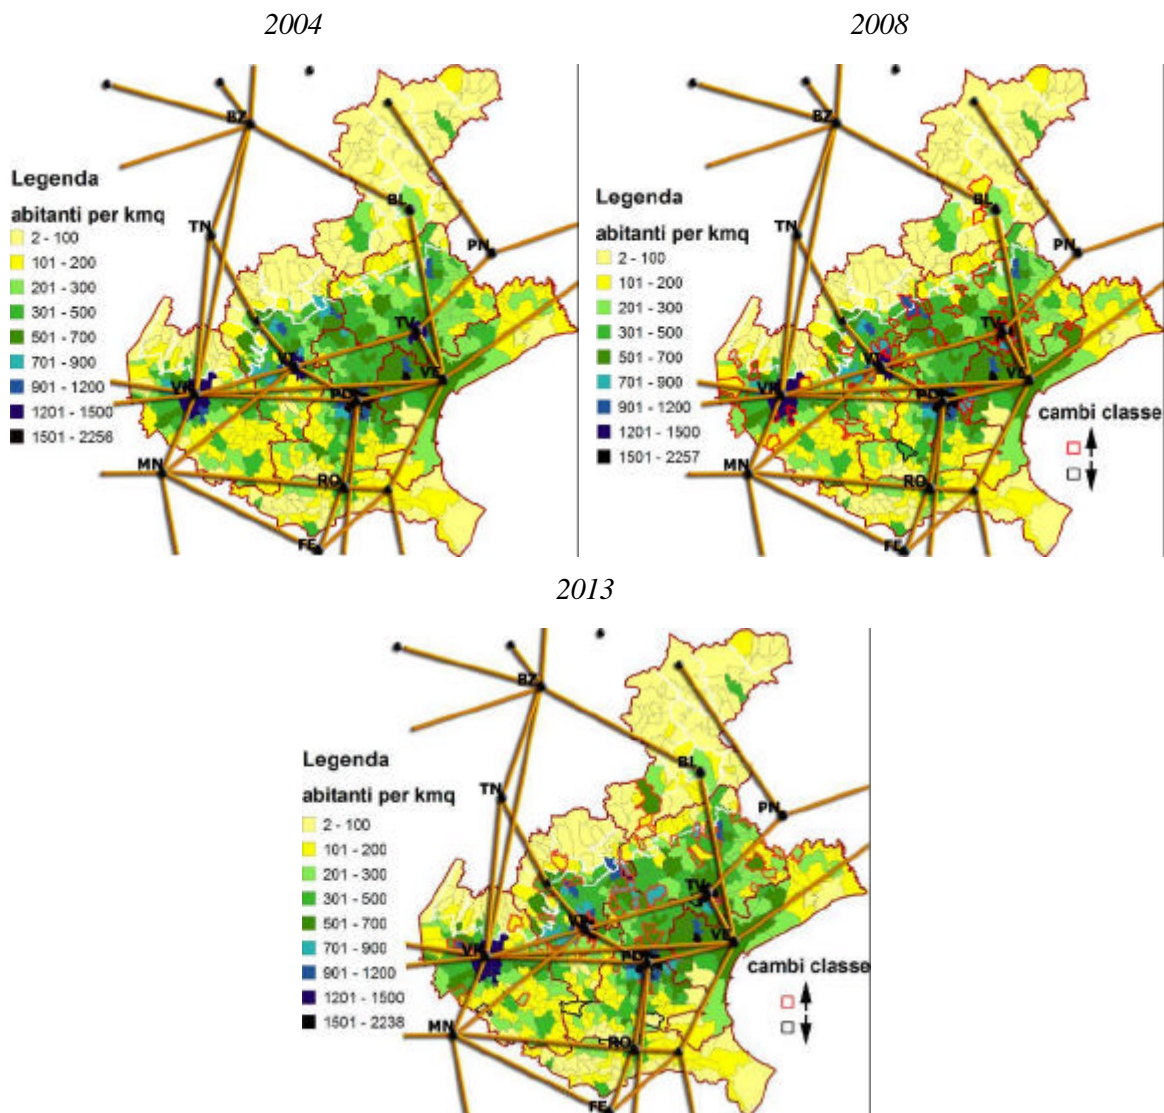 2004
2008
BZ
TN
BL
PN
TV
VI
VE
VR
PD
MN
RO
FE
Legenda
abitanti per kmq
2 - 100
101 - 200
201 - 300
301 - 500
501 - 700
701 - 900
901 - 1200
1201 - 1500
1501 - 2256
BZ
TN
BL
PN
TV
VI
VE
VR
PD
MN
RO
FE
Legenda
abitanti per kmq
2 - 100
101 - 200
201 - 300
301 - 500
501 - 700
701 - 900
901 - 1200
1201 - 1500
1501 - 2257
cambi classe
2013
BZ
TN
BL
PN
TV
VI
VE
VR
PD
MN
RO
FE
Legenda
abitanti per kmq
2 - 100
101 - 200
201 - 300
301 - 500
501 - 700
701 - 900
901 - 1200
1201 - 1500
1501 - 2238
cambi classe